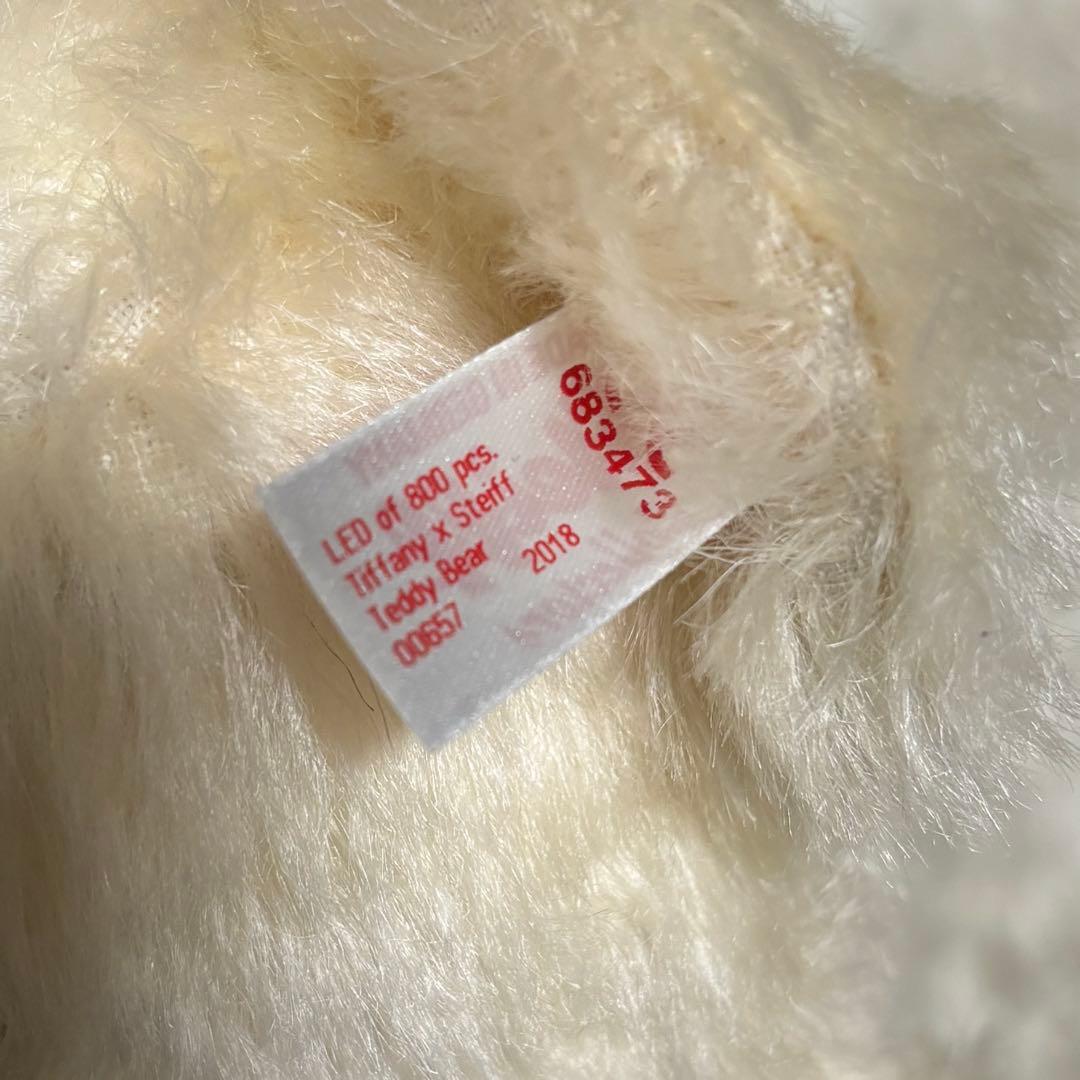 LED of 800 pcs.
Tiffany x Steiff
Teddy Bear 2018
00657
683473